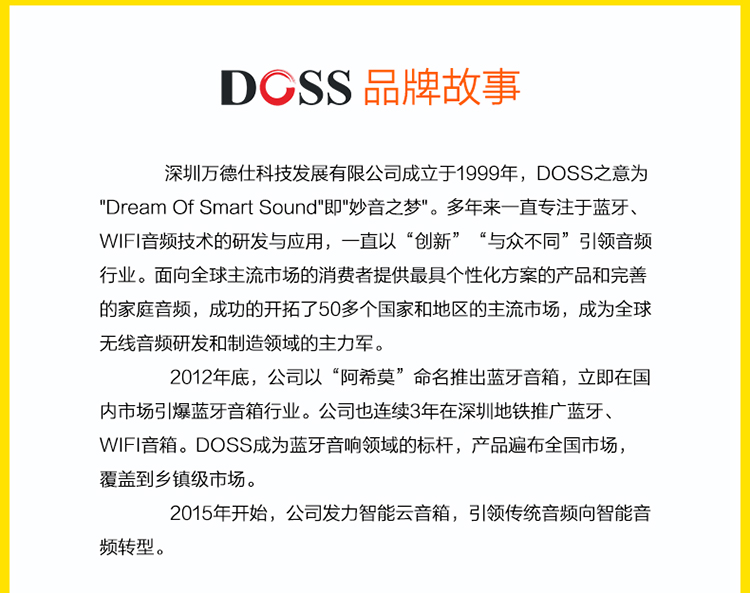 DOSS 品牌故事
深圳万德仕科技发展有限公司成立于1999年，DOSS之意为
"Dream Of Smart Sound"即"妙音之梦"。多年来一直专注于蓝牙、
WIFI音频技术的研发与应用，一直以“创新”“与众不同”引领音频
行业。面向全球主流市场的消费者提供最具个性化方案的产品和完善
的家庭音频，成功的开拓了50多个国家和地区的主流市场，成为全球
无线音频研发和制造领域的主力军。
2012年底，公司以“阿希莫”命名推出蓝牙音箱，立即在国
内市场引爆蓝牙音箱行业。公司也连续3年在深圳地铁推广蓝牙、
WIFI音箱。DOSS成为蓝牙音响领域的标杆，产品遍布全国市场，
覆盖到乡镇级市场。
2015年开始，公司发力智能云音箱，引领传统音频向智能音
频转型。